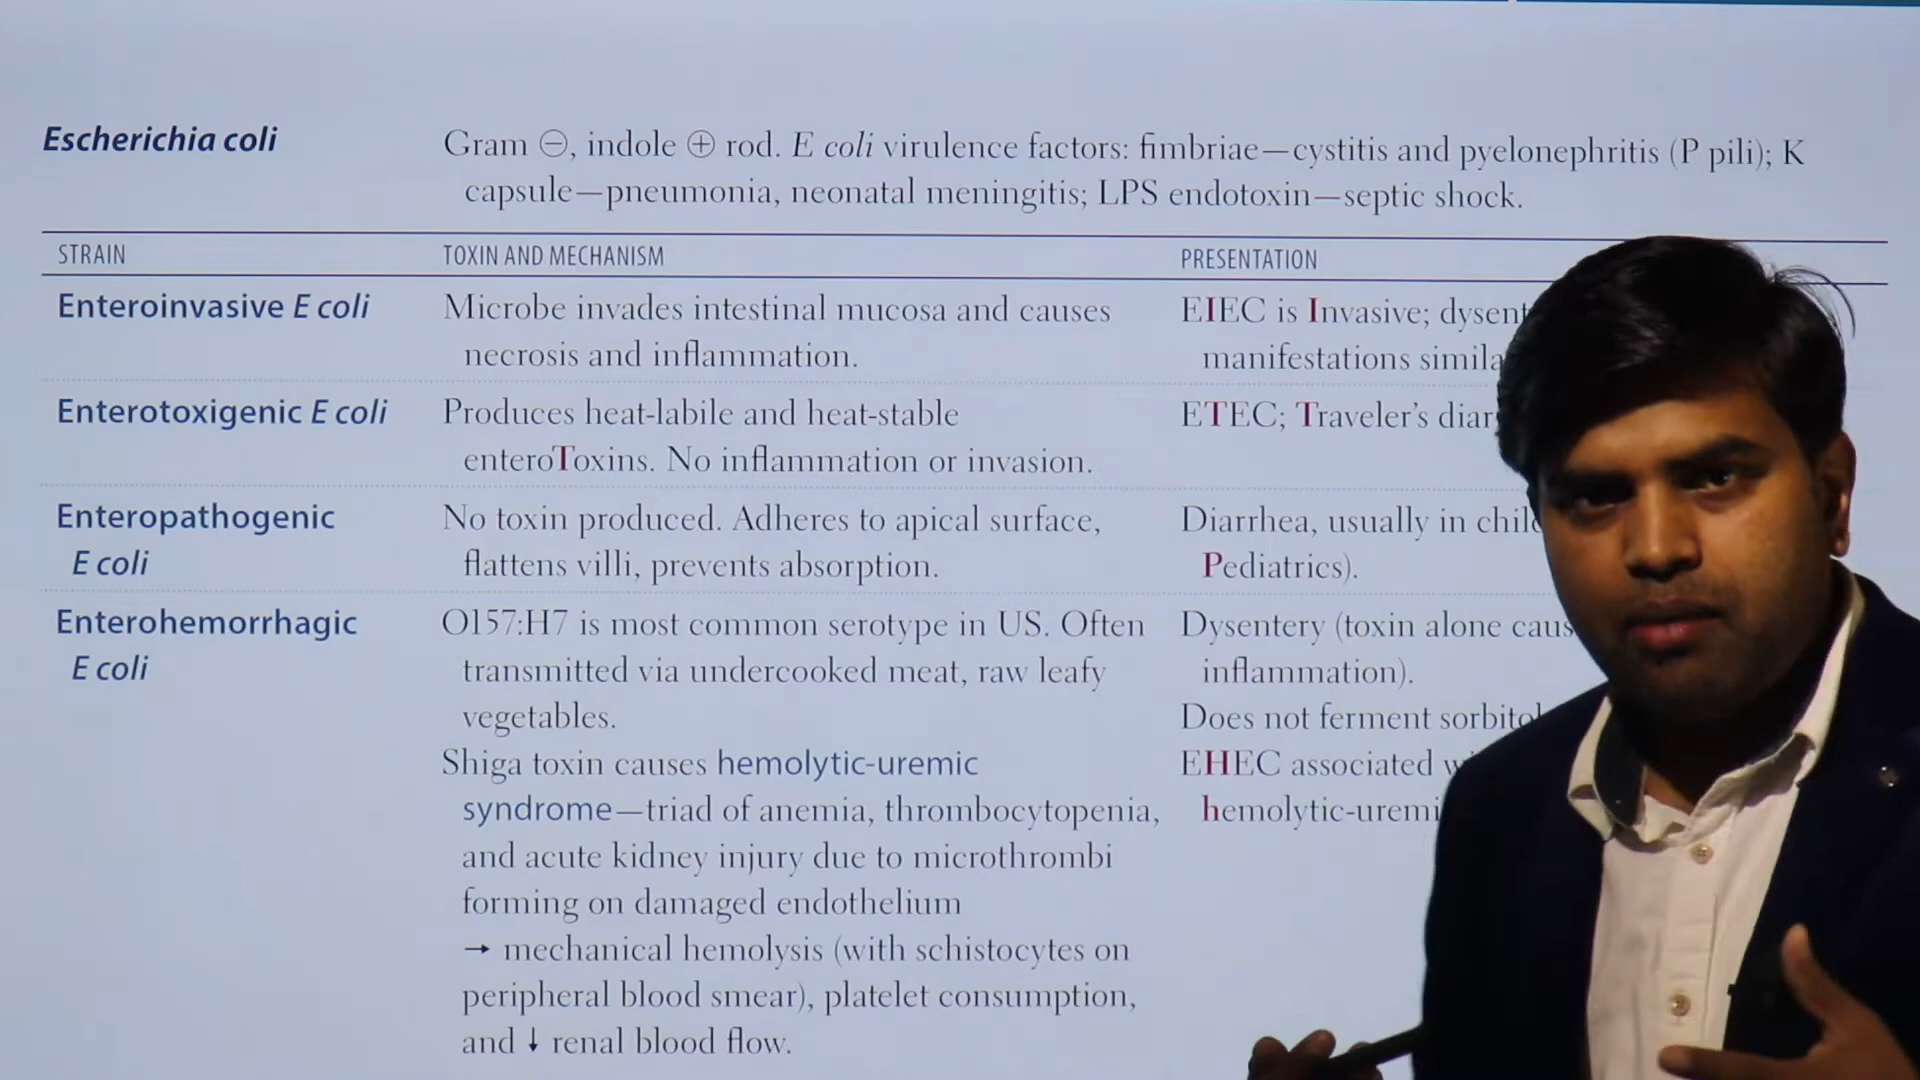 Escherichia coli
Gram ⊖, indole ⊕ rod. E coli virulence factors: fimbriae—cystitis and pyelonephritis (P pili); K
capsule—pneumonia, neonatal meningitis; LPS endotoxin—septic shock.
STRAIN
TOXIN AND MECHANISM
PRESENTATION
Enteroinvasive E coli
Microbe invades intestinal mucosa and causes
necrosis and inflammation.
EIEC is Invasive;
manifestations
Enterotoxigenic E coli
Produces heat-labile and heat-stable
enteroToxins. No inflammation or invasion.
ETEC; Traveler's
Enteropathogenic
E coli
No toxin produced. Adheres to apical surface,
flattens villi, prevents absorption.
Diarrhea, usually in
Pediatrics).
Enterohemorrhagic
E coli
O157:H7 is most common serotype in US. Often
transmitted via undercooked meat, raw leafy
vegetables.
Shiga toxin causes hemolytic-uremic
syndrome—triad of anemia, thrombocytopenia,
and acute kidney injury due to microthrombi
forming on damaged endothelium
→ mechanical hemolysis (with schistocytes on
peripheral blood smear), platelet consumption,
and ↓ renal blood flow.
Dysentery (toxin alone
inflammation).
Does not ferment
EHEC associated